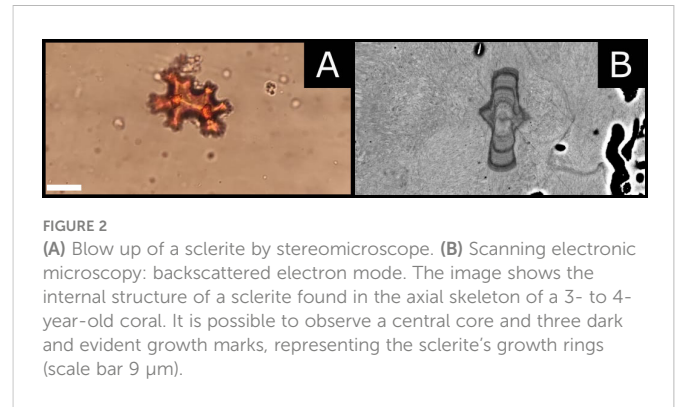 A
B
FIGURE 2
(A) Blow up of a sclerite by stereomicroscope. (B) Scanning electronic
microscopy: backscattered electron mode. The image shows the
internal structure of a sclerite found in the axial skeleton of a 3- to 4-
year-old coral. It is possible to observe a central core and three dark
and evident growth marks, representing the sclerite's growth rings
(scale bar 9 μm).